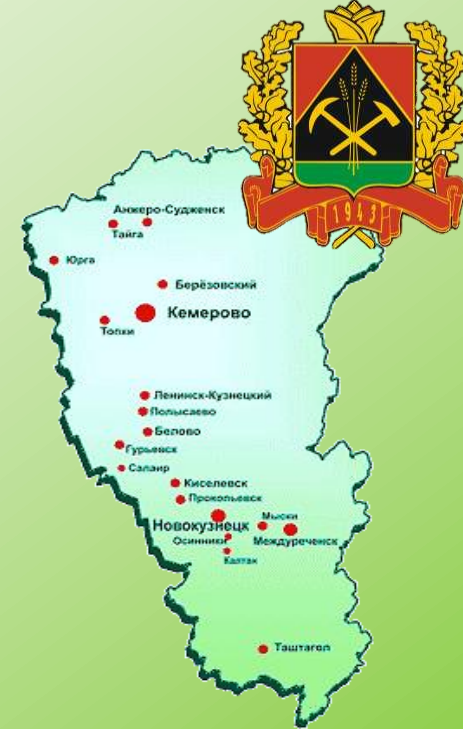 1943
Анжеро-Судженск
Тайга
Юрга
Берёзовский
Кемерово
Топки
Ленинск-Кузнецкий
Полысаево
Белово
Гурьевск
Салаир
Киселевск
Прокопьевск
Новокузнецк
Мыски
Осинники
Междуреченск
Калтан
Таштагол